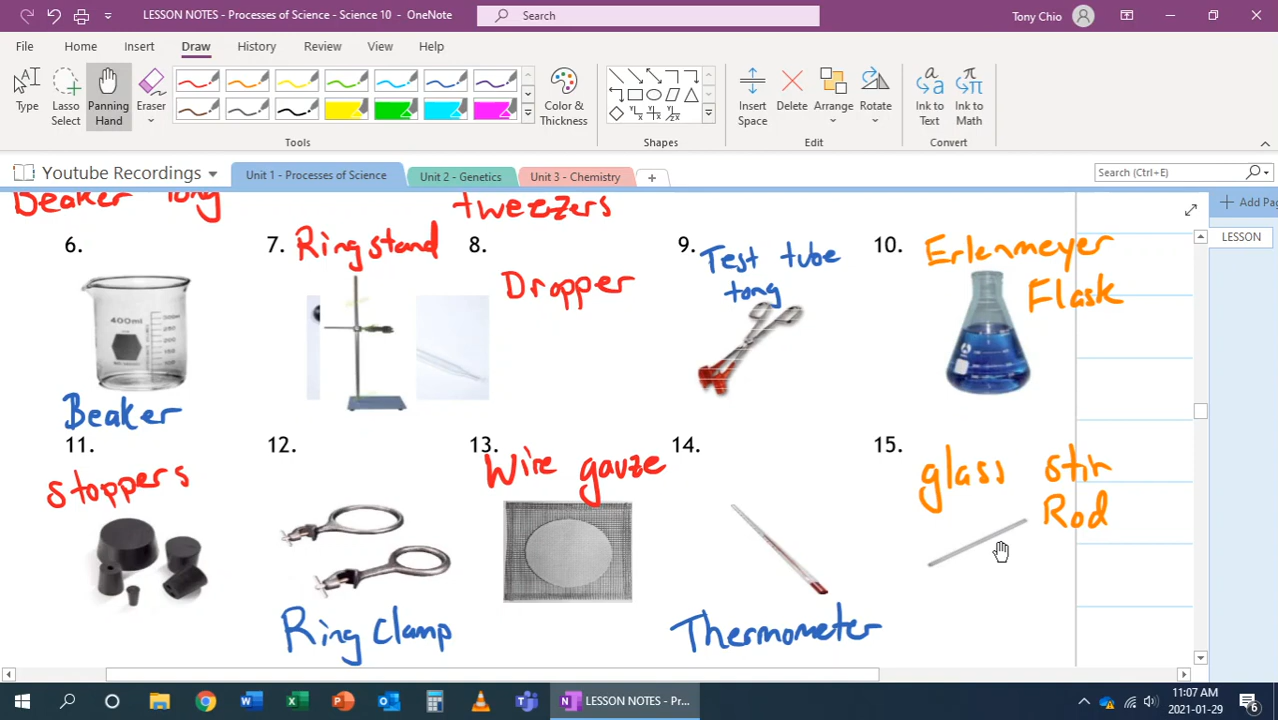 LESSON NOTES - Processes of Science - Science 10 - OneNote
Search
Tony Chio
File Home Insert Draw History Review View Help
Type
Lasso Select
Panning Hand
Eraser
Color & Thickness
Insert Space
Delete
Arrange
Rotate
Ink to Text
Ink to Math
Tools
Shapes
Edit
Convert
Youtube Recordings
Unit 1 - Processes of Science
Unit 2 - Genetics
Unit 3 - Chemistry
Search (Ctrl+E)
Add Pag
LESSON
Beaker tong
tweezers
6.
400ml
Beaker
7. Ring stand
8.
Dropper
9. Test tube
tong
10. Erlenmeyer
Flask
11.
stoppers
12.
Ring Clamp
13.
Wire gauze
14.
Thermometer
15.
glass stir
Rod
LESSON NOTES - Pr...
11:07 AM
2021-01-29
6